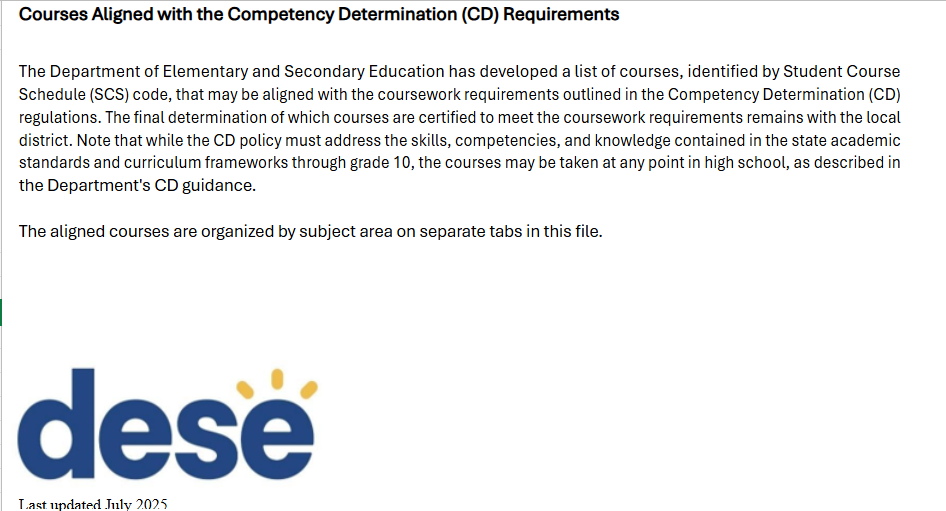 Courses Aligned with the Competency Determination (CD) Requirements
The Department of Elementary and Secondary Education has developed a list of courses, identified by Student Course
Schedule (SCS) code, that may be aligned with the coursework requirements outlined in the Competency Determination (CD)
regulations. The final determination of which courses are certified to meet the coursework requirements remains with the local
district. Note that while the CD policy must address the skills, competencies, and knowledge contained in the state academic
standards and curriculum frameworks through grade 10, the courses may be taken at any point in high school, as described in
the Department's CD guidance.
The aligned courses are organized by subject area on separate tabs in this file.
dese
Last updated July 2025